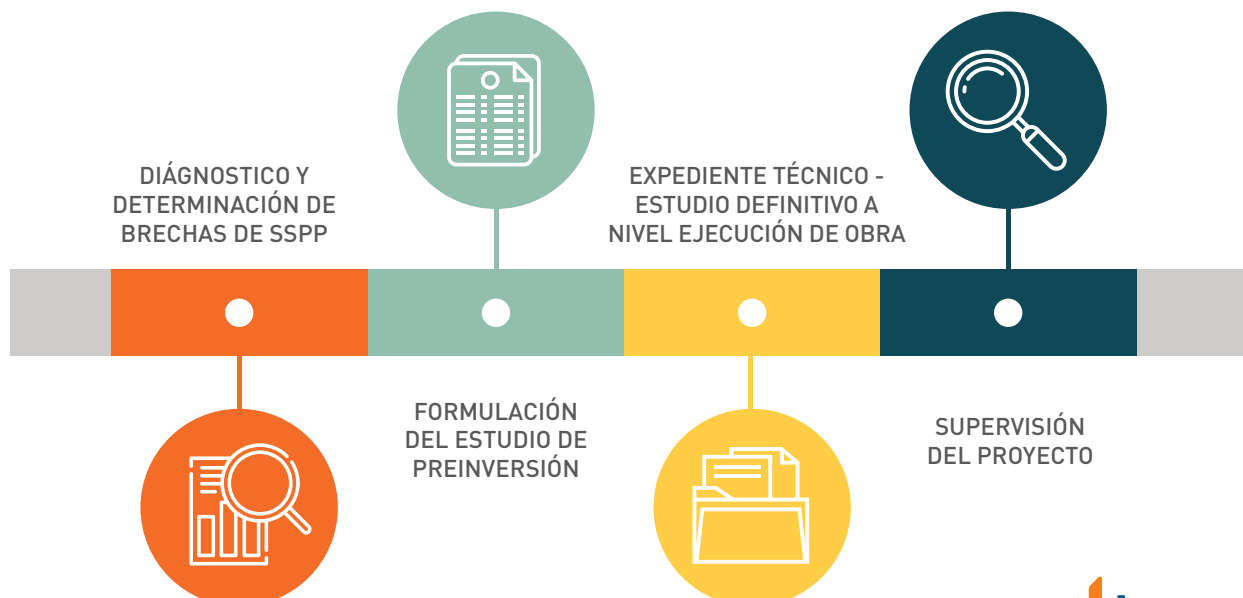 DIÁGNOSTICO Y
DETERMINACIÓN DE
BRECHAS DE SSPP
FORMULACIÓN
DEL ESTUDIO DE
PREINVERSIÓN
EXPEDIENTE TÉCNICO -
ESTUDIO DEFINITIVO A
NIVEL EJECUCIÓN DE OBRA
SUPERVISIÓN
DEL PROYECTO